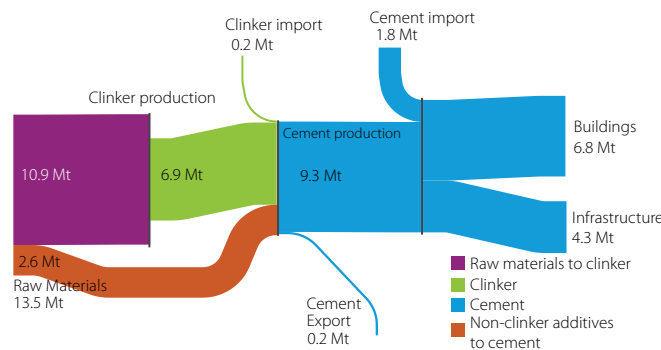 Clinker import
0.2 Mt
Cement import
1.8 Mt
Clinker production
Cement production
Buildings
6.8 Mt
10.9 Mt
6.9 Mt
9.3 Mt
Infrastructure
4.3 Mt
2.6 Mt
Raw Materials
13.5 Mt
Cement
Export
0.2 Mt
Raw materials to clinker
Clinker
Cement
Non-clinker additives
to cement